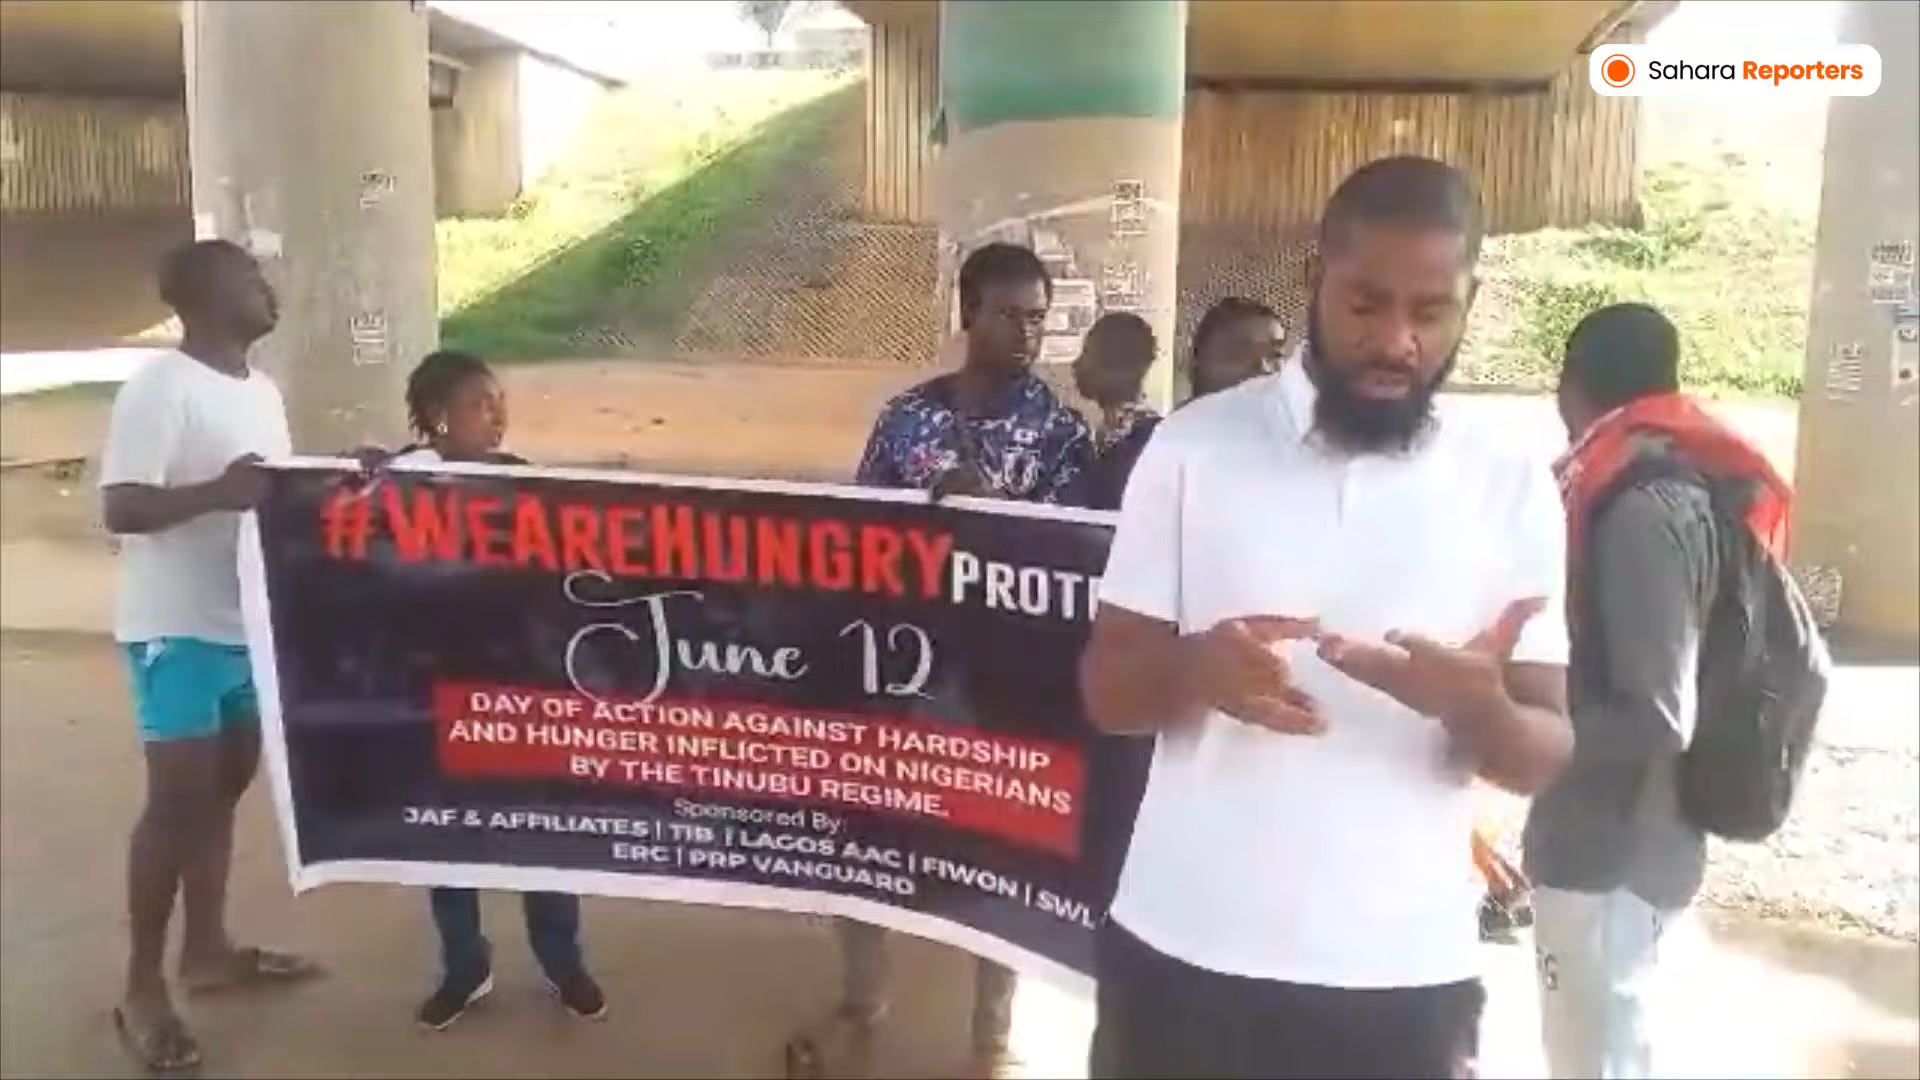 Sahara Reporters
#WEAREHUNGRY PROTE
June 12
DAY OF ACTION AGAINST HARDSHIP
AND HUNGER INFLICTED ON NIGERIANS
BY THE TINUBU REGIME.
Sponsored By:
JAF & AFFILIATES | TIB | LAGOS AAC | FIWON | SWL
ERC | PRP VANGUARD